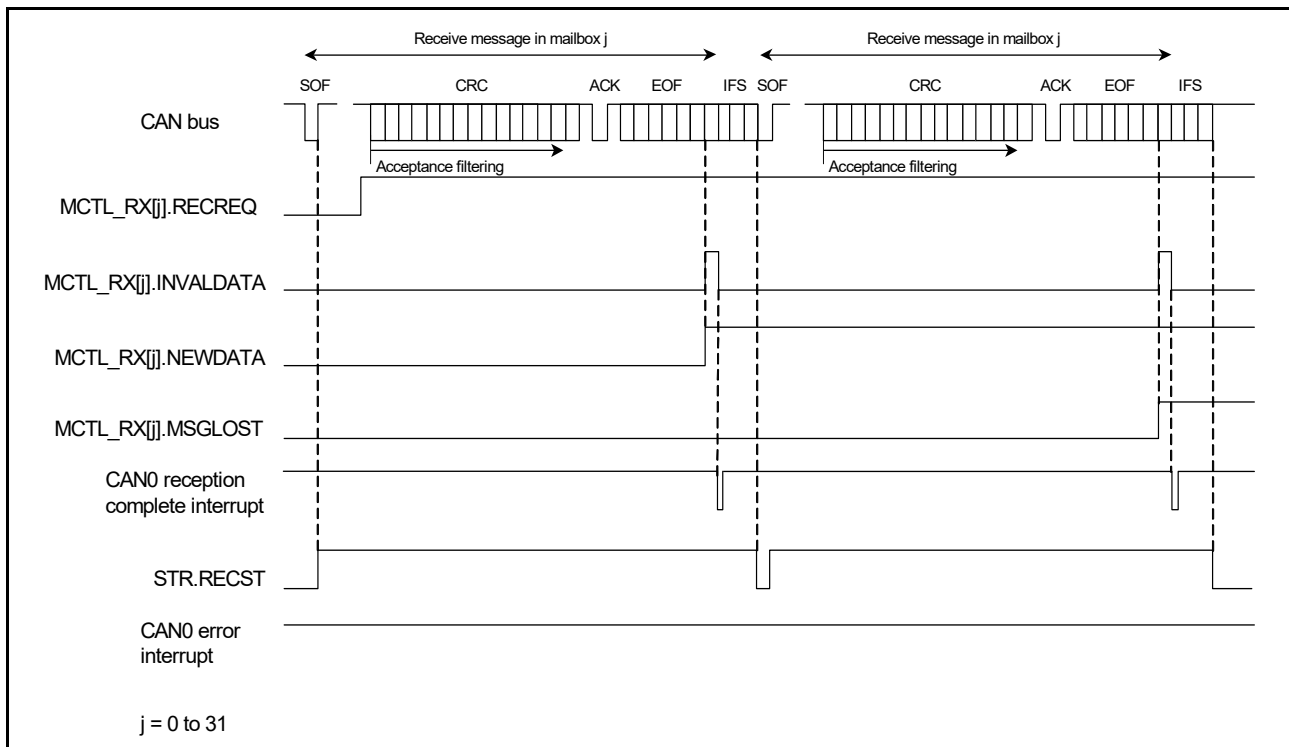 Receive message in mailbox j Receive message in mailbox j
SOF CRC ACK EOF IFS SOF CRC ACK EOF IFS
CAN bus
Acceptance filtering Acceptance filtering
MCTL_RX[j].RECREQ
MCTL_RX[j].INVALDATA
MCTL_RX[j].NEWDATA
MCTL_RX[j].MSGLOST
CAN0 reception
complete interrupt
STR.RECST
CAN0 error
interrupt
j = 0 to 31